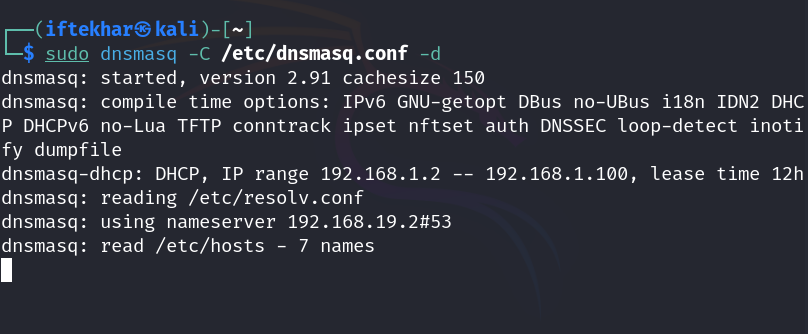 ┌──(iftekhar㉿kali)-[~]
└─$ sudo dnsmasq -C /etc/dnsmasq.conf -d
dnsmasq: started, version 2.91 cachesize 150
dnsmasq: compile time options: IPv6 GNU-getopt DBus no-UBus i18n IDN2 DHC
P DHCPv6 no-Lua TFTP conntrack ipset nftset auth DNSSEC loop-detect inoti
fy dumpfile
dnsmasq-dhcp: DHCP, IP range 192.168.1.2 -- 192.168.1.100, lease time 12h
dnsmasq: reading /etc/resolv.conf
dnsmasq: using nameserver 192.168.19.2#53
dnsmasq: read /etc/hosts - 7 names